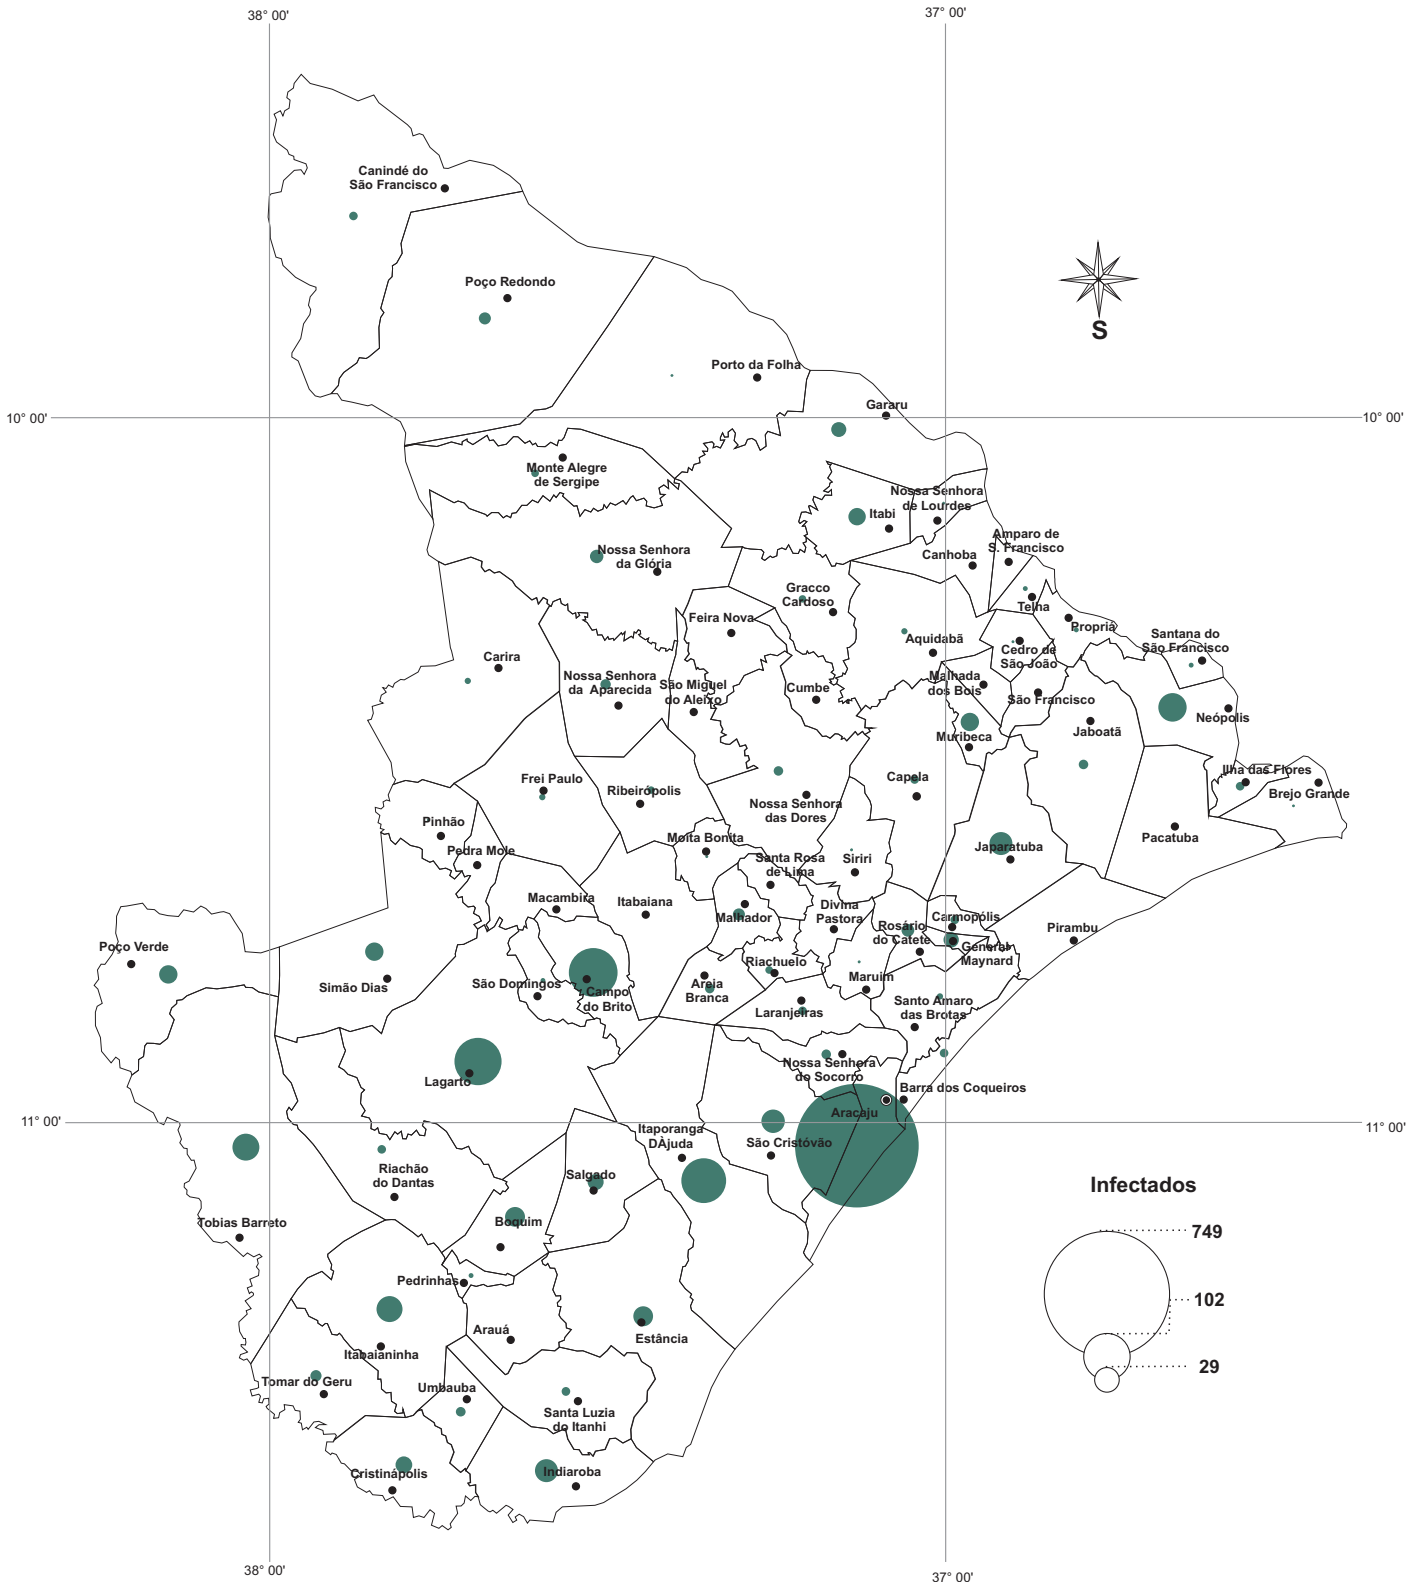 38° 00'
37° 00'
Canindé do
São Francisco
Poço Redondo
S
Porto da Folha
Gararu
10° 00'
10° 00'
Monte Alegre
de Sergipe
Nossa Senhora
de Lourdes
Itabi
Amparo de
S. Francisco
Canhoba
Nossa Senhora
da Glória
Gracco
Cardoso
Telha
Feira Nova
Propriá
Aquidabã
Santana do
São Francisco
Cedro de
São João
Carira
Nossa Senhora
da Aparecida
São Miguel
do Aleixo
Cumbe
Malhada
dos Bois
São Francisco
Neópolis
Jaboatã
Muribeca
Frei Paulo
Ribeirópolis
Capela
Ilha das Flores
Brejo Grande
Nossa Senhora
das Dores
Pinhão
Moita Bonita
Pacatuba
Pedra Mole
Santa Rosa
de Lima
Siriri
Japaratuba
Macambira
Itabaiana
Malhador
Divina
Pastora
Carmopólis
Rosário
do Catete
Pirambu
General
Maynard
Poço Verde
Simão Dias
São Domingos
Campo
do Brito
Riachuelo
Areia
Branca
Maruim
Laranjeiras
Santo Amaro
das Brotas
Nossa Senhora
do Socorro
Lagarto
Barra dos Coqueiros
Aracaju
11° 00'
11° 00'
Itaporanga
DÀjuda
São Cristóvão
Riachão
do Dantas
Salgado
Infectados
Tobias Barreto
Boquim
749
Pedrinhas
102
Arauá
Estância
Itabaianinha
29
Tomar do Geru
Umbauba
Santa Luzia
do Itanhi
Cristinápolis
Indiaroba
38° 00'
37° 00'